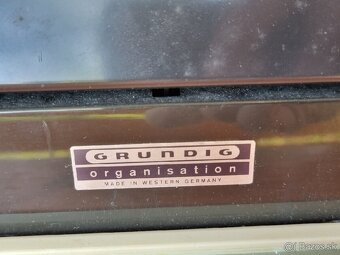 GRUNDIG
organisation
MADE IN WESTERN GERMANY
Bazos.sk